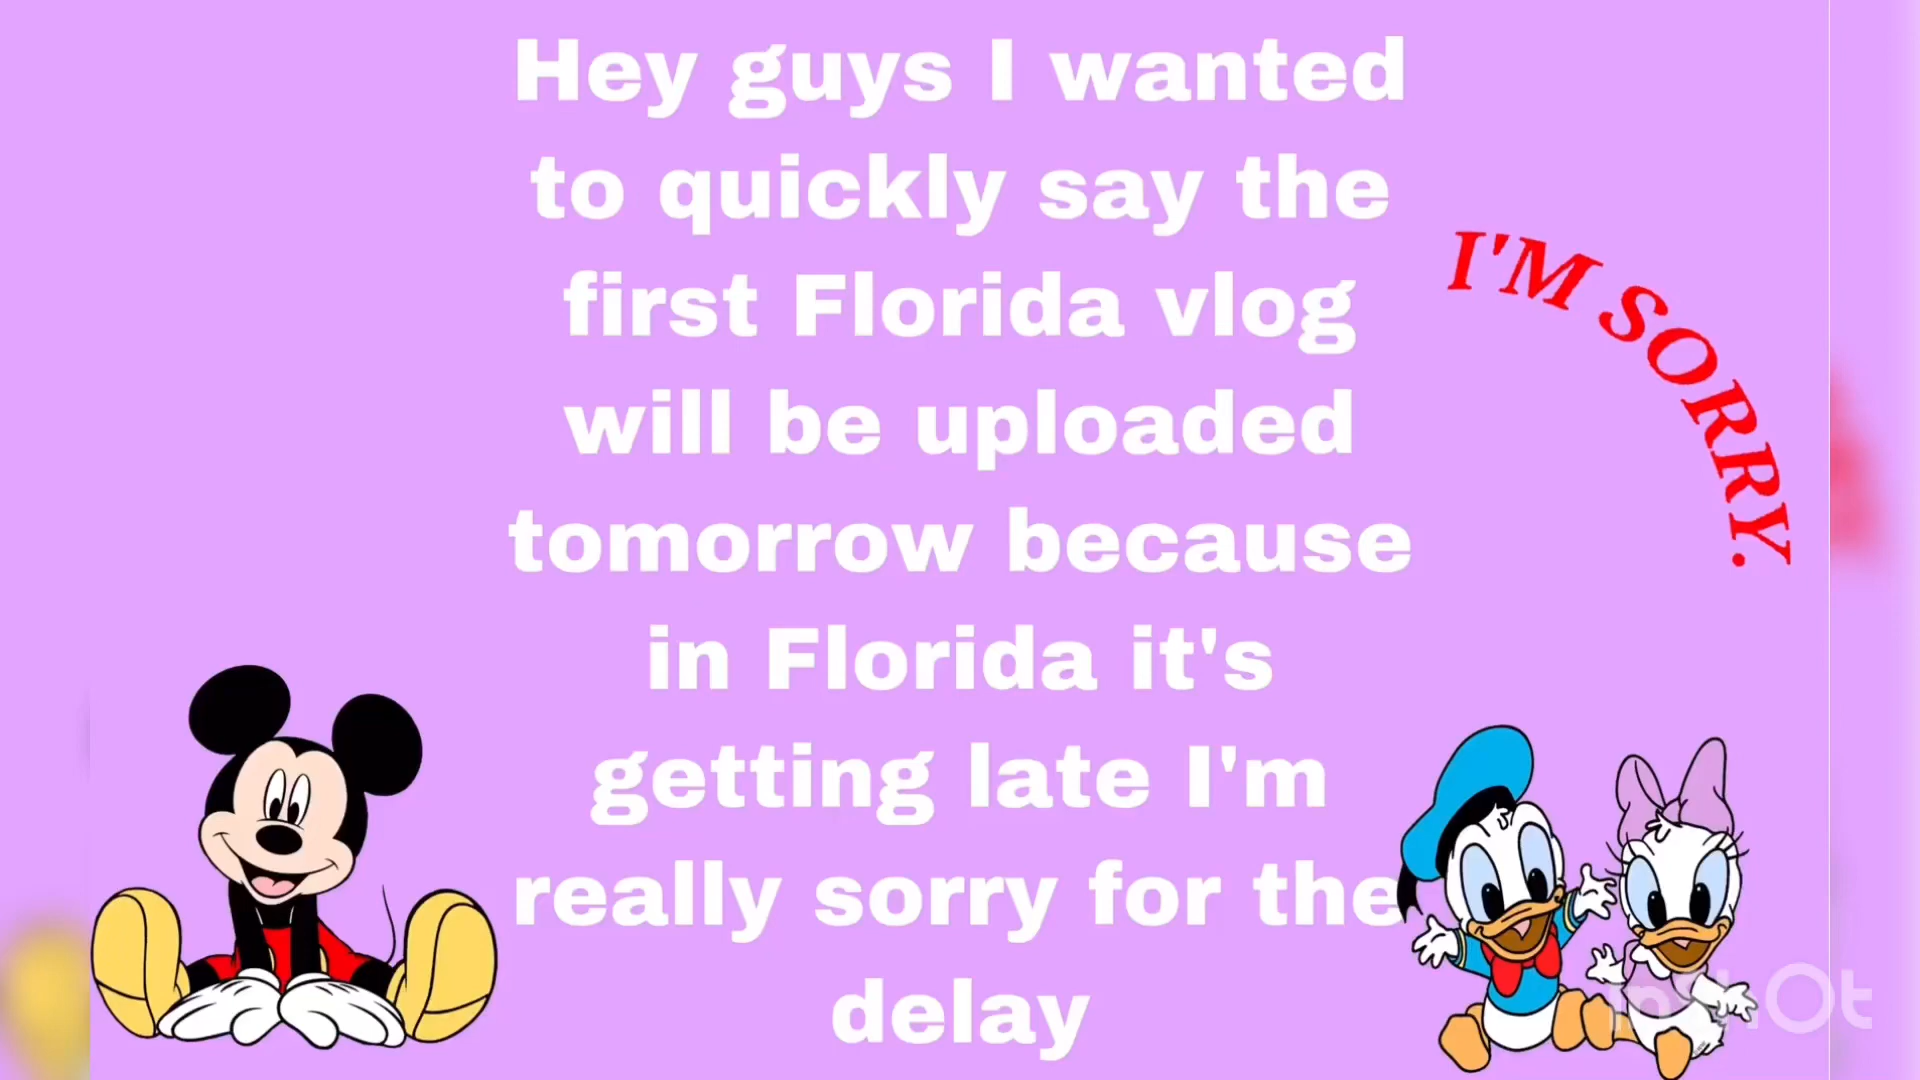 Hey guys I wanted
to quickly say the
first Florida vlog
will be uploaded
tomorrow because
in Florida it's
getting late I'm
really sorry for the
delay
I'M SORRY.
InShOt